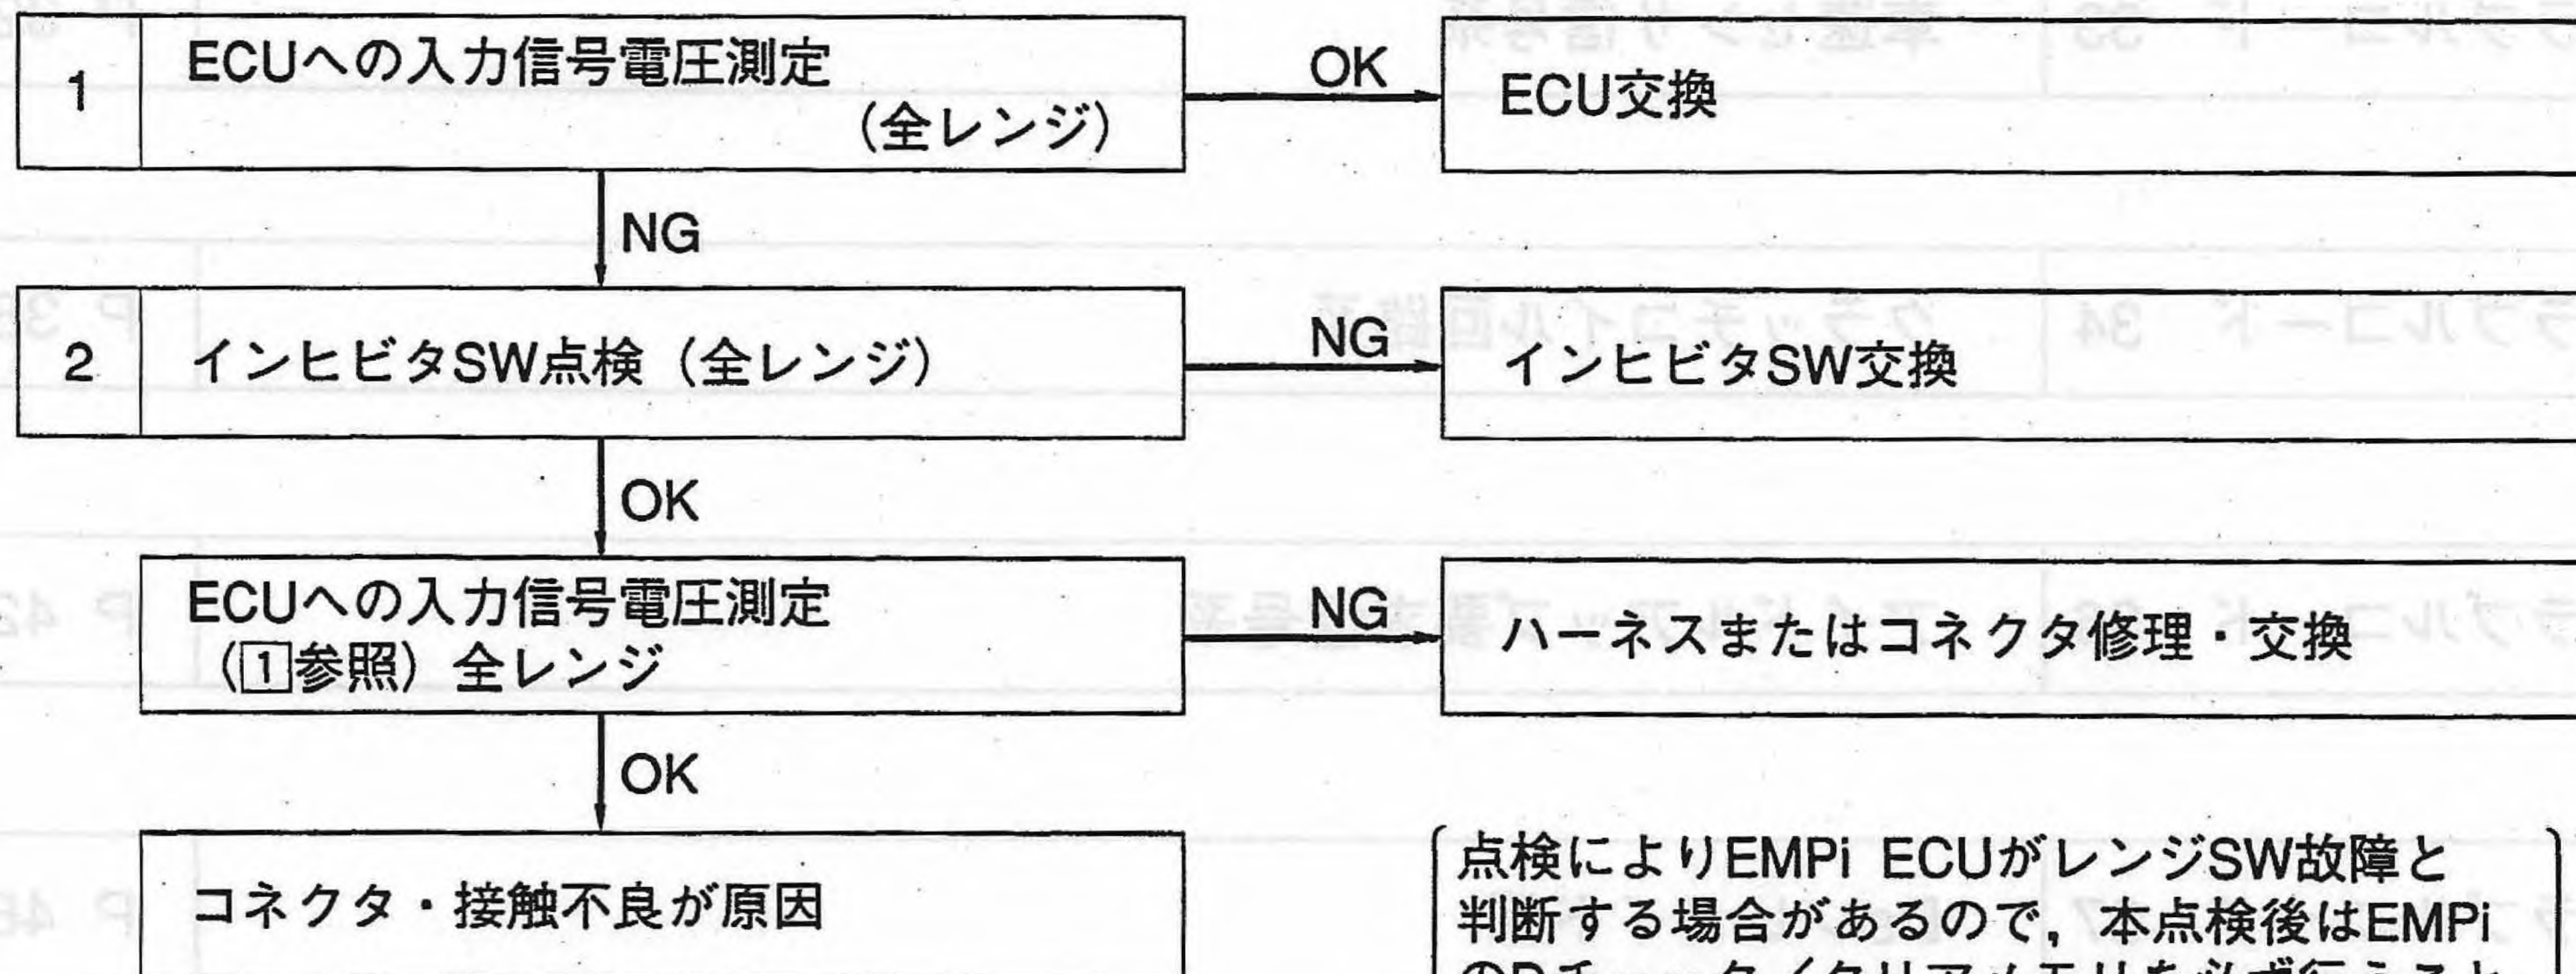 1
ECUへの入力信号電圧測定
（全レンジ）
OK
ECU交換
NG
2
インヒビタSW点検（全レンジ）
NG
インヒビタSW交換
OK
ECUへの入力信号電圧測定
（1参照）全レンジ
NG
ハーネスまたはコネクタ修理・交換
OK
コネクタ・接触不良が原因
点検によりEMPi ECUがレンジSW故障と
判断する場合があるので，本点検後はEMPi